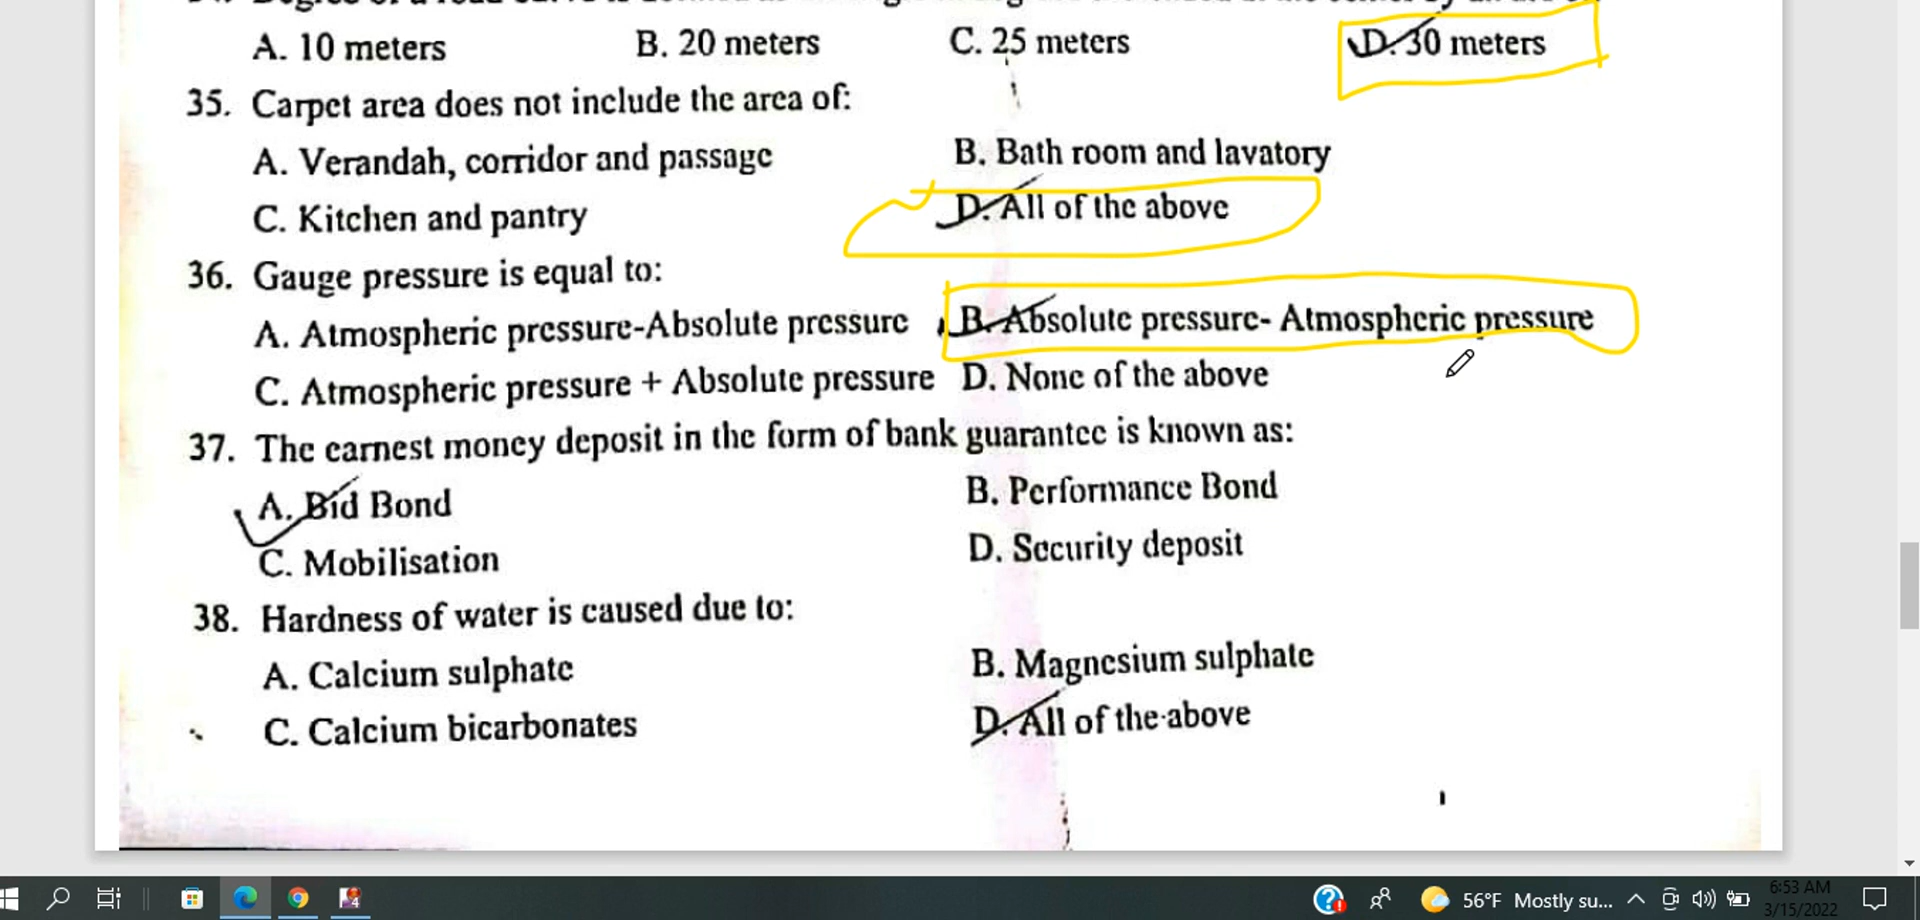 A. 10 meters B. 20 meters C. 25 meters D. 30 meters
35. Carpet area does not include the area of:
A. Verandah, corridor and passage B. Bath room and lavatory
C. Kitchen and pantry D. All of the above
36. Gauge pressure is equal to:
A. Atmospheric pressure-Absolute pressure B. Absolute pressure- Atmospheric pressure
C. Atmospheric pressure + Absolute pressure D. None of the above
37. The earnest money deposit in the form of bank guarantee is known as:
A. Bid Bond B. Performance Bond
C. Mobilisation D. Security deposit
38. Hardness of water is caused due to:
A. Calcium sulphate B. Magnesium sulphate
C. Calcium bicarbonates D. All of the above
56°F Mostly su... 6:53 AM
3/15/2022